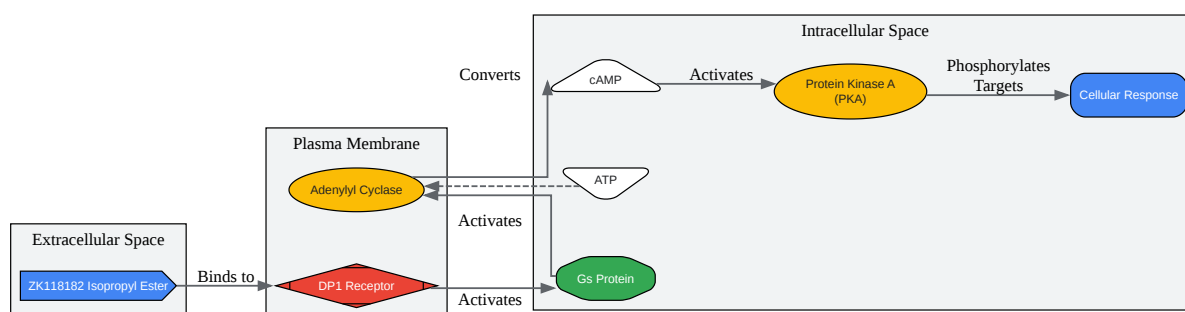 Intracellular Space
Converts
cAMP
Activates
Protein Kinase A
(PKA)
Phosphorylates
Targets
Cellular Response
Plasma Membrane
Adenylyl Cyclase
ATP
Activates
Extracellular Space
ZK118182 Isopropyl Ester
Binds to
DP1 Receptor
Activates
Gs Protein